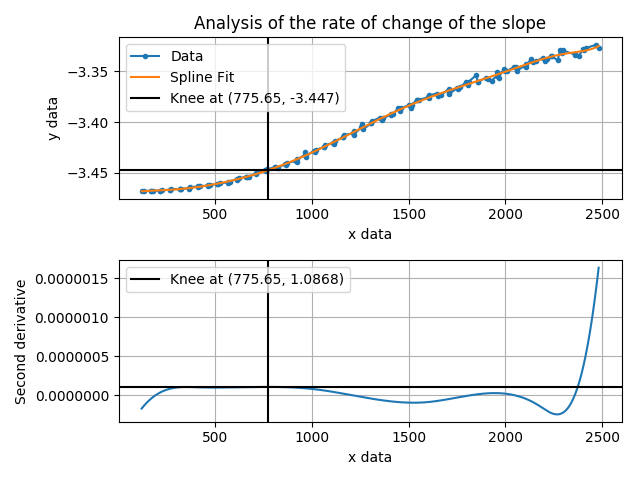 Analysis of the rate of change of the slope
Data
Spline Fit
Knee at (775.65, -3.447)
−3.35
−3.40
−3.45
y data
500 1000 1500 2000 2500
x data
Knee at (775.65, 1.0868)
0.0000015
0.0000010
0.0000005
0.0000000
Second derivative
500 1000 1500 2000 2500
x data